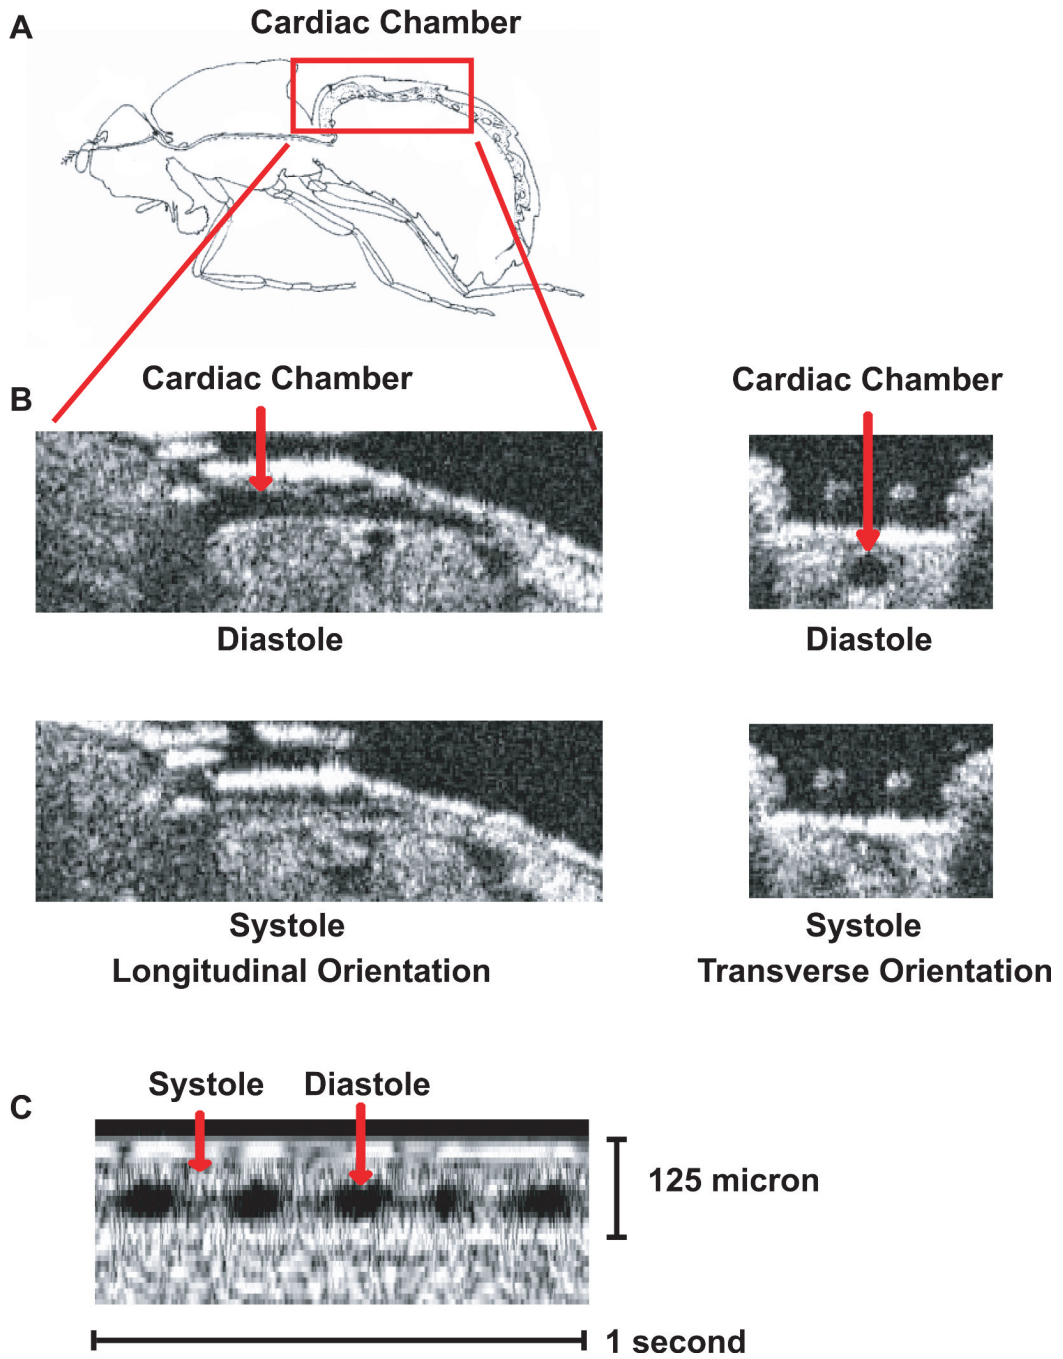 A
Cardiac Chamber
B
Cardiac Chamber
Cardiac Chamber
Diastole
Diastole
Systole
Systole
Longitudinal Orientation
Transverse Orientation
C
Systole
Diastole
125 micron
1 second